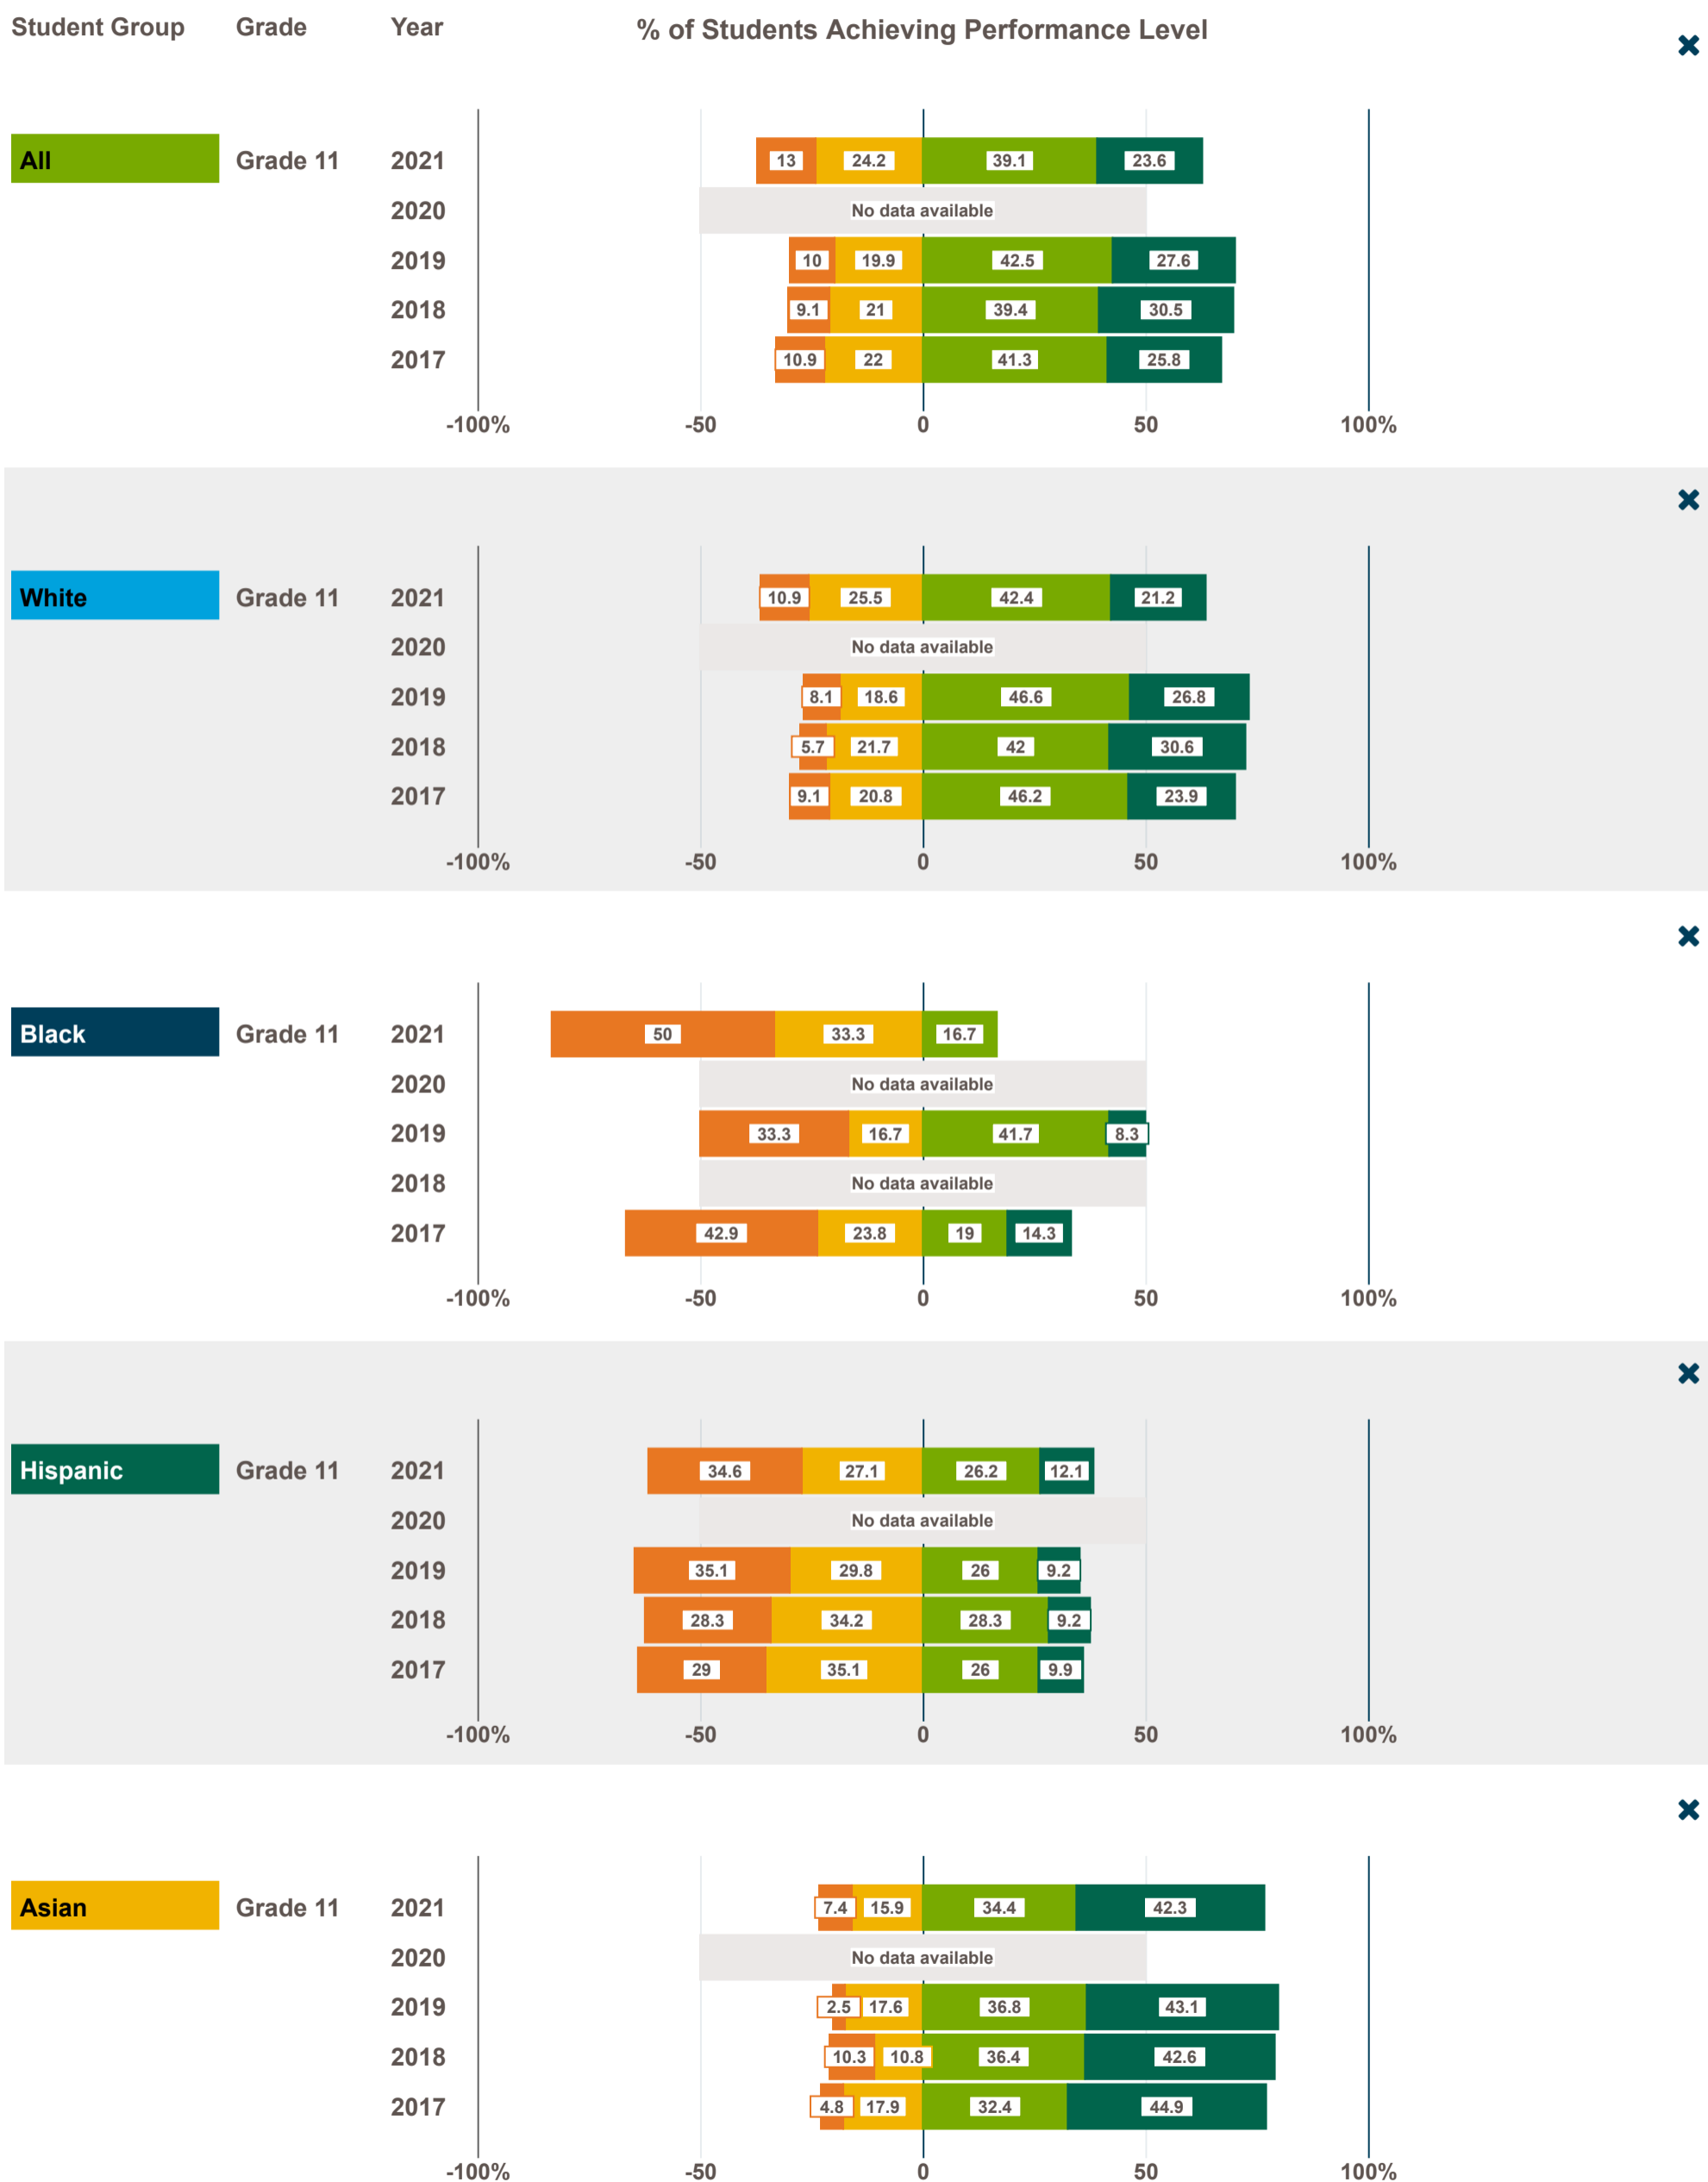 Student Group Grade Year % of Students Achieving Performance Level
All Grade 11 2021 13 24.2 39.1 23.6
2020 No data available
2019 10 19.9 42.5 27.6
2018 9.1 21 39.4 30.5
2017 10.9 22 41.3 25.8
-100% -50 0 50 100%
White Grade 11 2021 10.9 25.5 42.4 21.2
2020 No data available
2019 8.1 18.6 46.6 26.8
2018 5.7 21.7 42 30.6
2017 9.1 20.8 46.2 23.9
-100% -50 0 50 100%
Black Grade 11 2021 50 33.3 16.7
2020 No data available
2019 33.3 16.7 41.7 8.3
2018 No data available
2017 42.9 23.8 19 14.3
-100% -50 0 50 100%
Hispanic Grade 11 2021 34.6 27.1 26.2 12.1
2020 No data available
2019 35.1 29.8 26 9.2
2018 28.3 34.2 28.3 9.2
2017 29 35.1 26 9.9
-100% -50 0 50 100%
Asian Grade 11 2021 7.4 15.9 34.4 42.3
2020 No data available
2019 2.5 17.6 36.8 43.1
2018 10.3 10.8 36.4 42.6
2017 4.8 17.9 32.4 44.9
-100% -50 0 50 100%